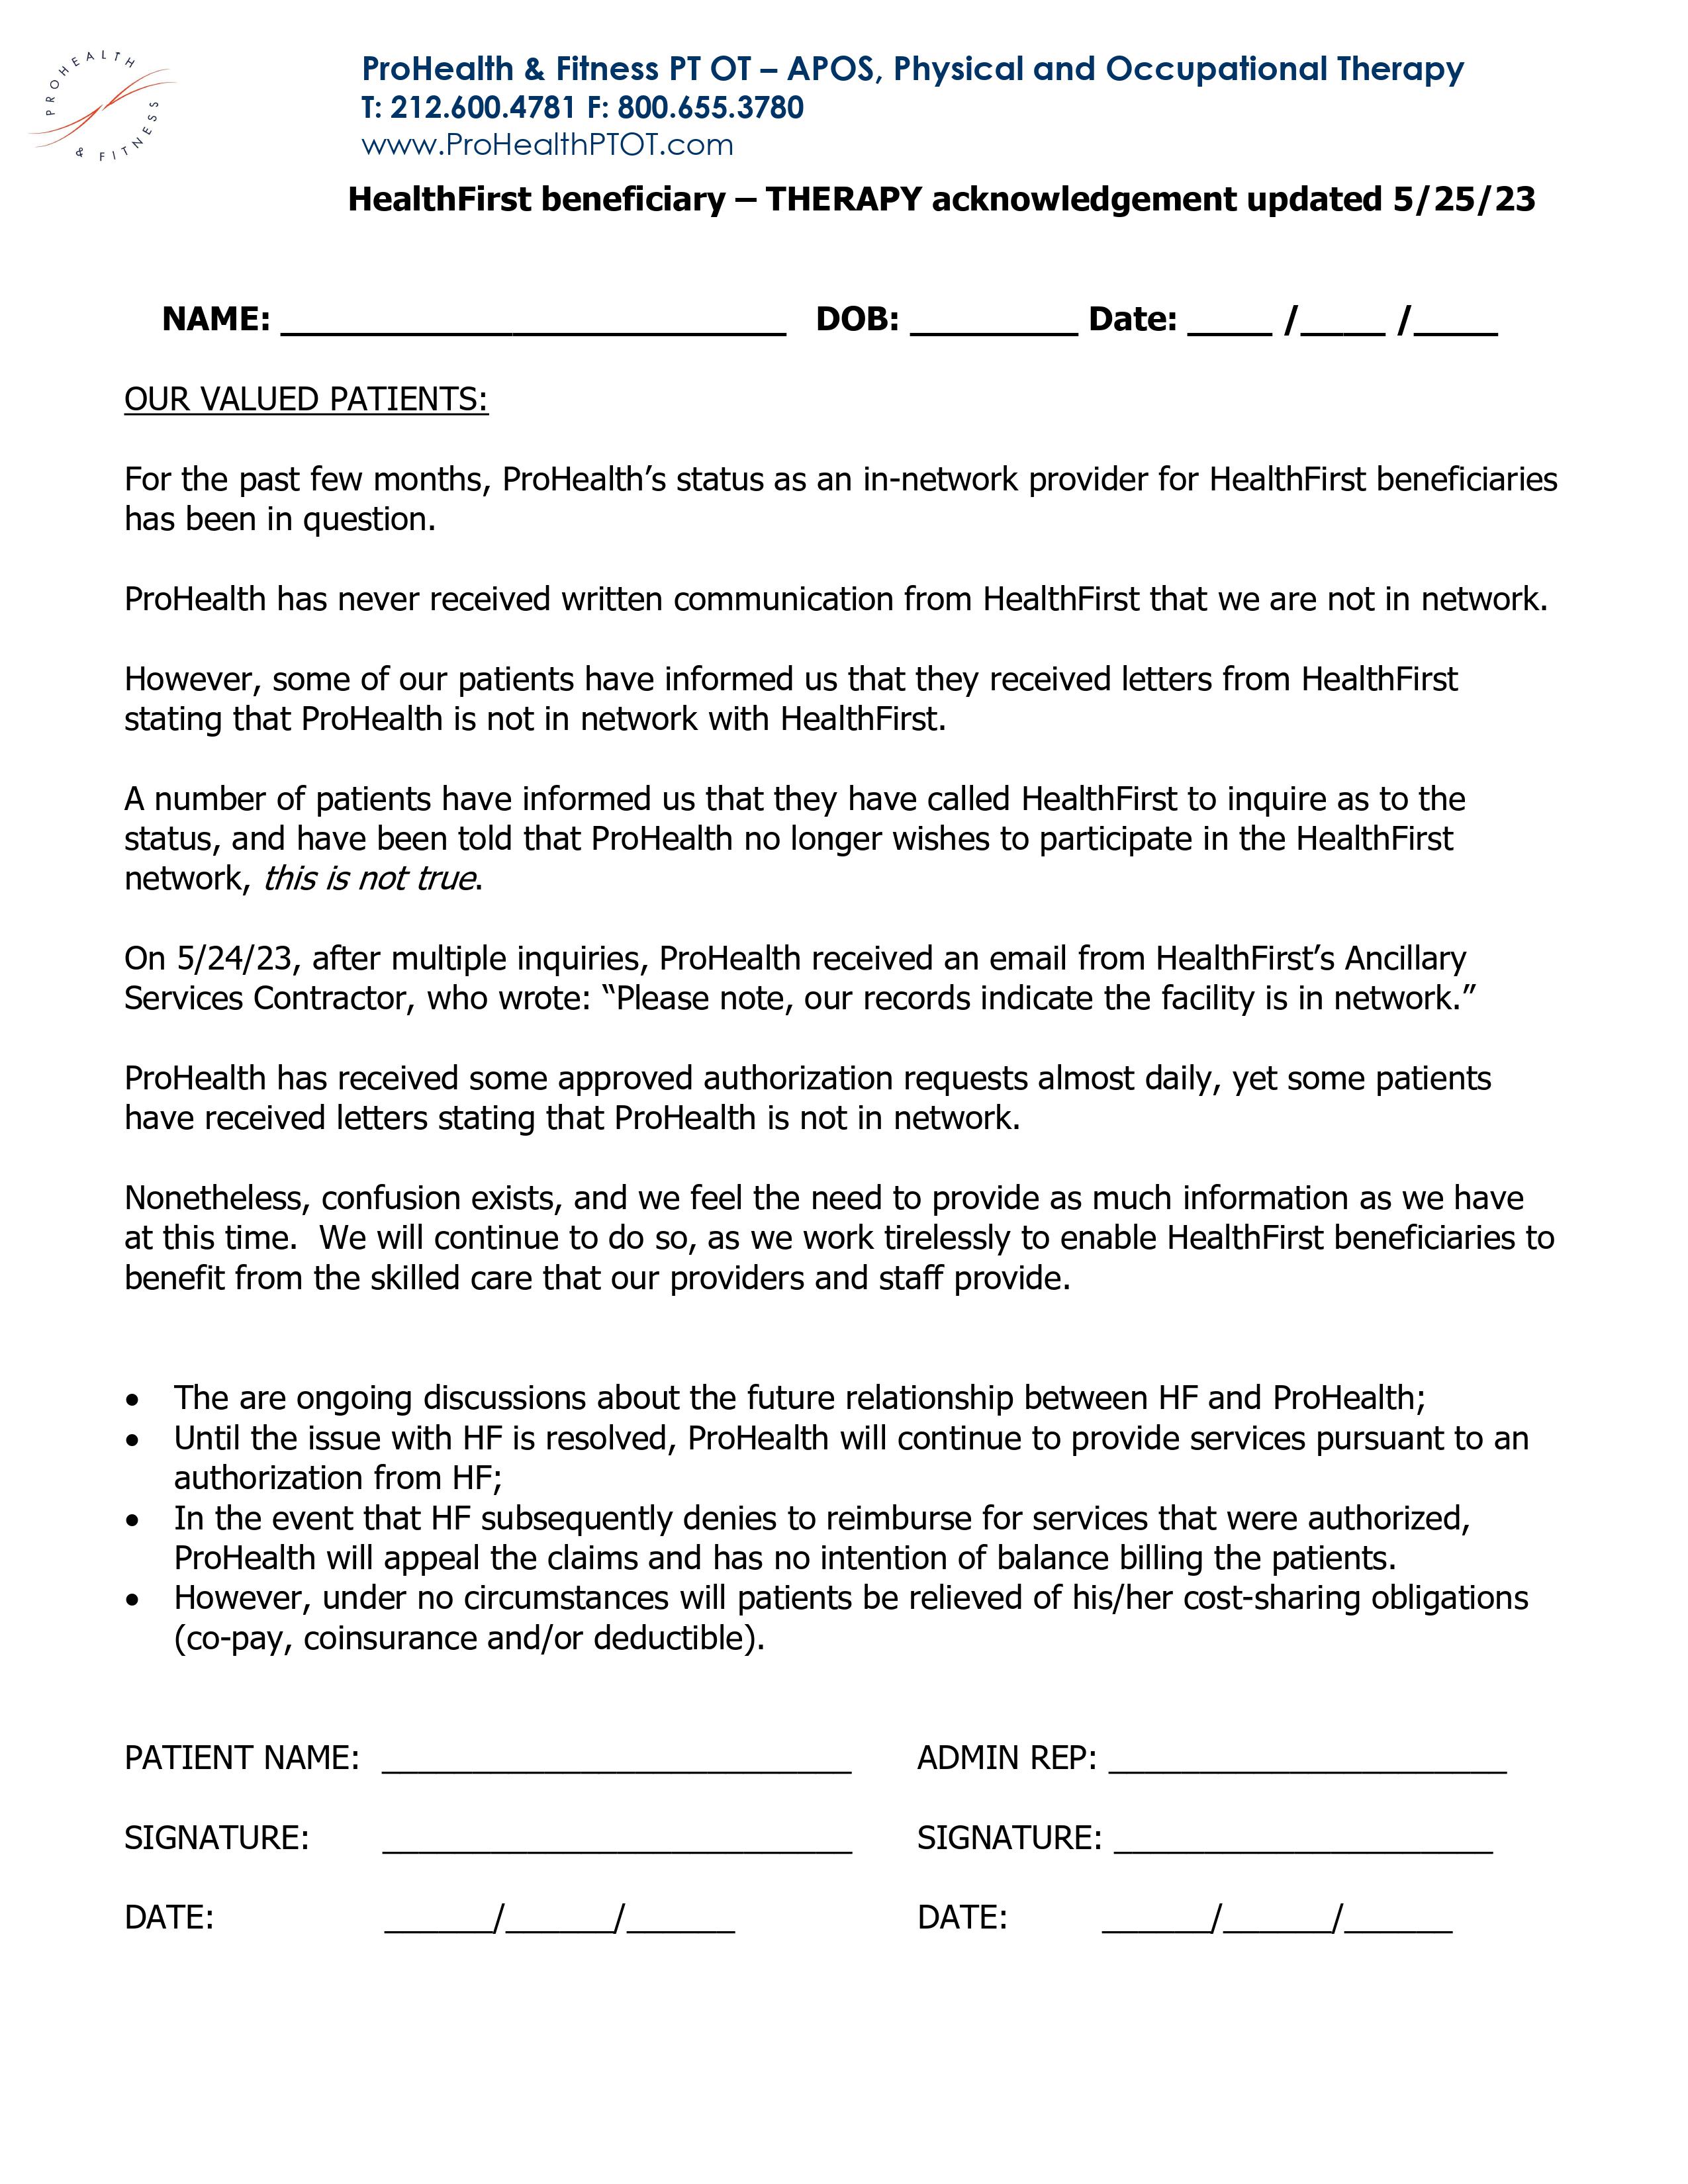 PROHEALTH
& FITNESS
ProHealth & Fitness PT OT – APOS, Physical and Occupational Therapy
T: 212.600.4781 F: 800.655.3780
www.ProHealthPTOT.com
HealthFirst beneficiary – THERAPY acknowledgement updated 5/25/23
NAME: ______________________________ DOB: __________ Date: _____ /_____ /_____
OUR VALUED PATIENTS:
For the past few months, ProHealth’s status as an in-network provider for HealthFirst beneficiaries
has been in question.
ProHealth has never received written communication from HealthFirst that we are not in network.
However, some of our patients have informed us that they received letters from HealthFirst
stating that ProHealth is not in network with HealthFirst.
A number of patients have informed us that they have called HealthFirst to inquire as to the
status, and have been told that ProHealth no longer wishes to participate in the HealthFirst
network, this is not true.
On 5/24/23, after multiple inquiries, ProHealth received an email from HealthFirst’s Ancillary
Services Contractor, who wrote: “Please note, our records indicate the facility is in network.”
ProHealth has received some approved authorization requests almost daily, yet some patients
have received letters stating that ProHealth is not in network.
Nonetheless, confusion exists, and we feel the need to provide as much information as we have
at this time.  We will continue to do so, as we work tirelessly to enable HealthFirst beneficiaries to
benefit from the skilled care that our providers and staff provide.
• The are ongoing discussions about the future relationship between HF and ProHealth;
• Until the issue with HF is resolved, ProHealth will continue to provide services pursuant to an
authorization from HF;
• In the event that HF subsequently denies to reimburse for services that were authorized,
ProHealth will appeal the claims and has no intention of balance billing the patients.
• However, under no circumstances will patients be relieved of his/her cost-sharing obligations
(co-pay, coinsurance and/or deductible).
PATIENT NAME: __________________________ ADMIN REP: ______________________
SIGNATURE: __________________________ SIGNATURE: _____________________
DATE: ______/______/______ DATE: ______/______/______